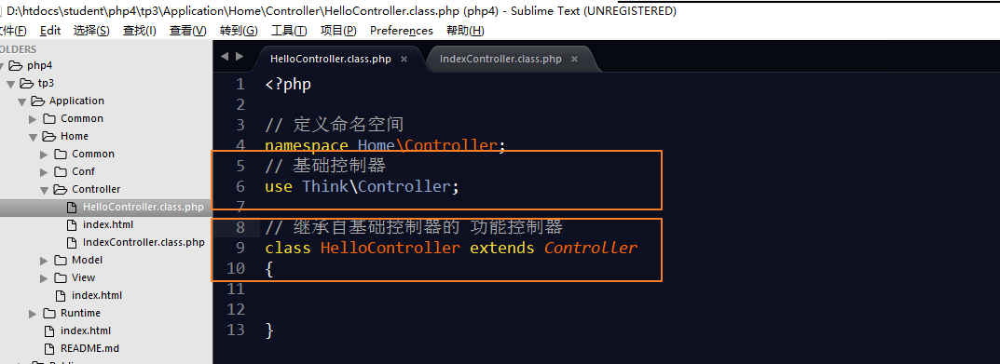 D:\htdocs\student\php4\tp3\Application\Home\Controller\HelloController.class.php (php4) - Sublime Text (UNREGISTERED)
文件(F) Edit 选择(S) 查找(I) 查看(V) 转到(G) 工具(T) 项目(P) Preferences 帮助(H)
OLDERS
php4
tp3
Application
Common
Home
Common
Conf
Controller
HelloController.class.php
index.html
IndexController.class.php
Model
View
index.html
Runtime
index.html
README.md
HelloController.class.php × IndexController.class.php ×
1 <?php
2
3 // 定义命名空间
4 namespace Home\Controller;
5 // 基础控制器
6 use Think\Controller;
7
8 // 继承自基础控制器的 功能控制器
9 class HelloController extends Controller
10 {
11
12
13 }